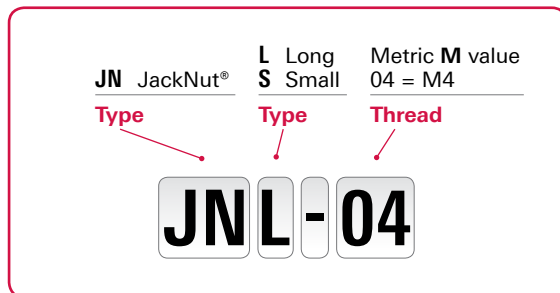 L Long Metric M value
JN JackNut® S Small 04 = M4
Type Type Thread
JNL-04